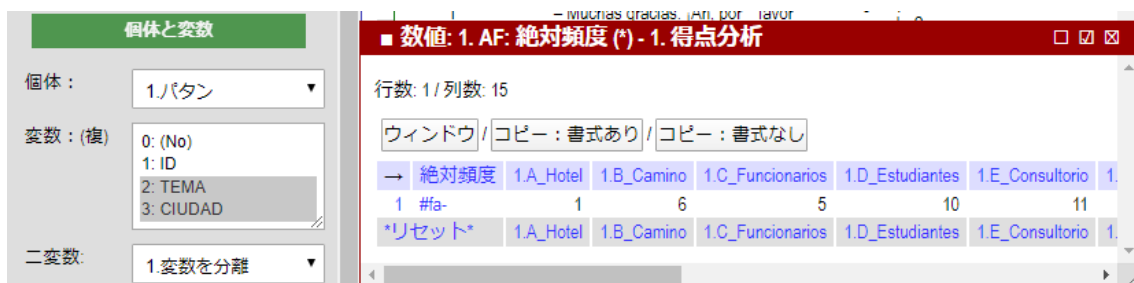 個体と変数
個体：
1.パタン
変数：(複)
0: (No)
1: ID
2: TEMA
3: CIUDAD
二変数:
1.変数を分離
– Muchas gracias. ¡Ah, por favor
■ 数値: 1. AF: 絶対頻度 (*) - 1. 得点分析
行数: 1 / 列数: 15
ウィンドウ / コピー：書式あり / コピー：書式なし
→ 絶対頻度 1.A_Hotel 1.B_Camino 1.C_Funcionarios 1.D_Estudiantes 1.E_Consultorio 1.
1 #fa- 1 6 5 10 11
*リセット* 1.A_Hotel 1.B_Camino 1.C_Funcionarios 1.D_Estudiantes 1.E_Consultorio 1.